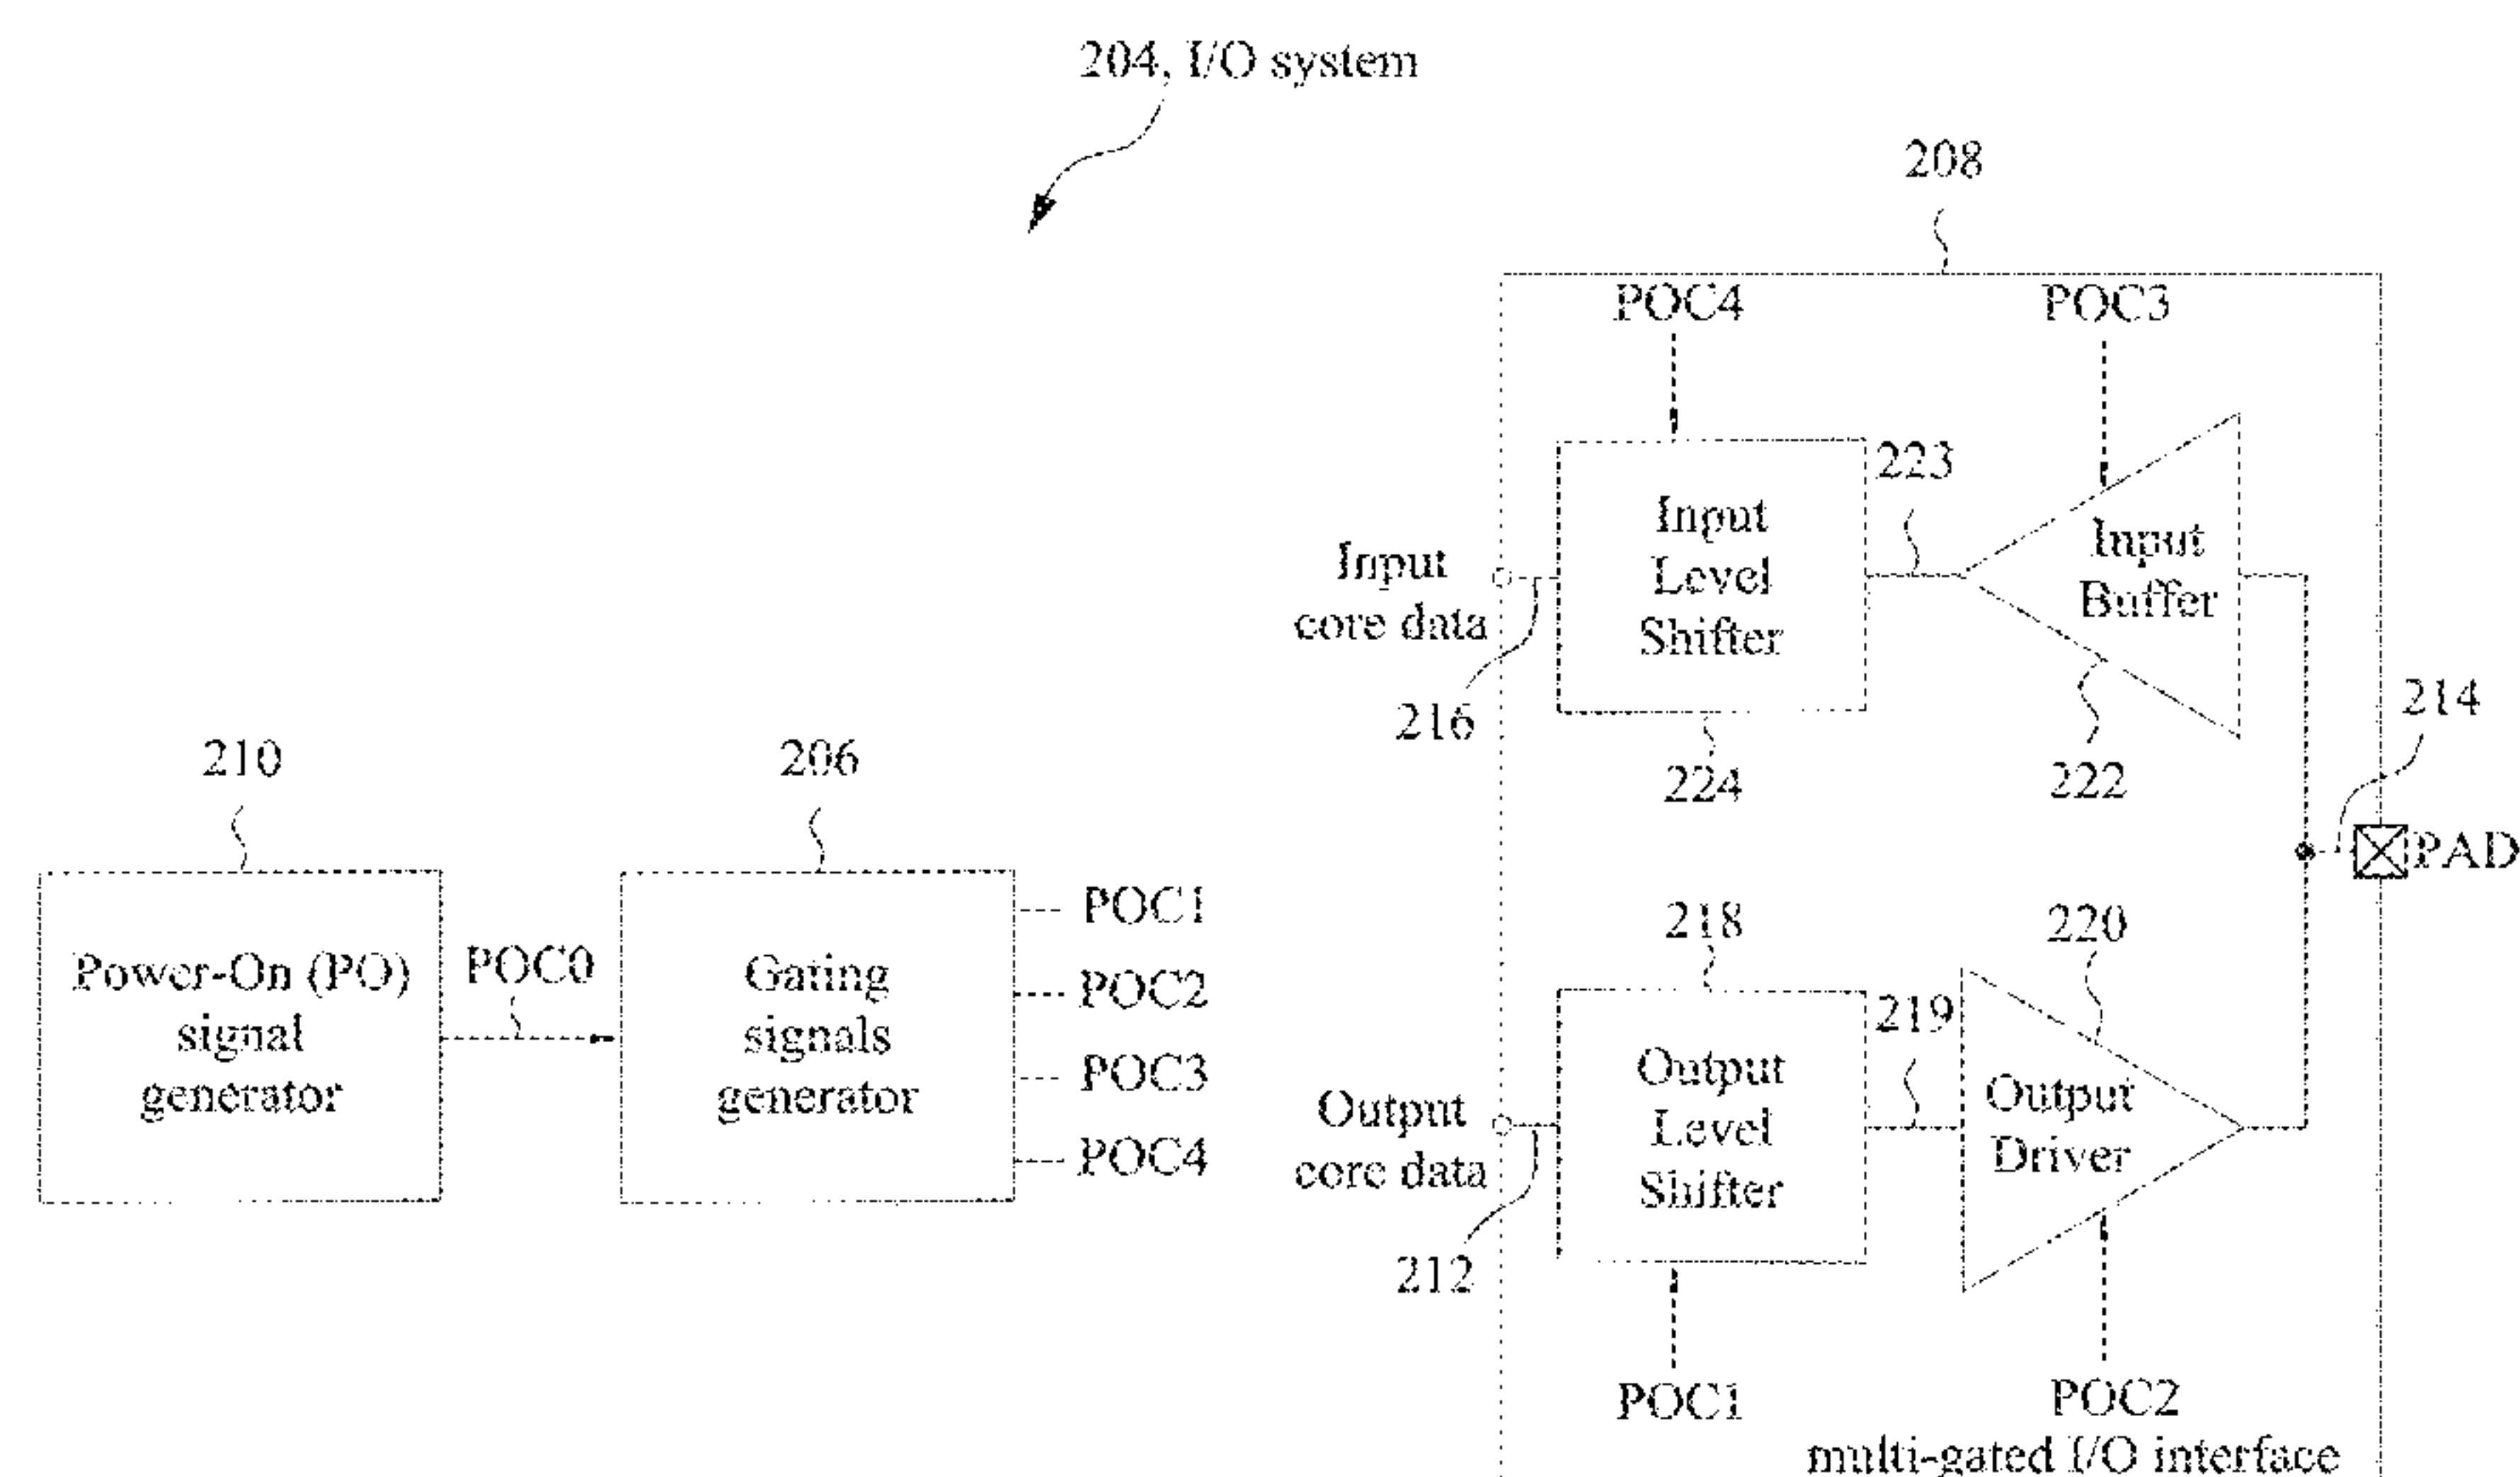 204, I/O system
208
POC4
POC3
223
Input
Level
Shifter
Input
Buffer
Input
core data
216
224
222
214
PAD
210
206
Power-On (PO)
signal
generator
POC0
Gating
signals
generator
POC1
POC2
POC3
POC4
218
220
219
Output
Level
Shifter
Output
Driver
Output
core data
212
POC1
POC2
multi-gated I/O interface